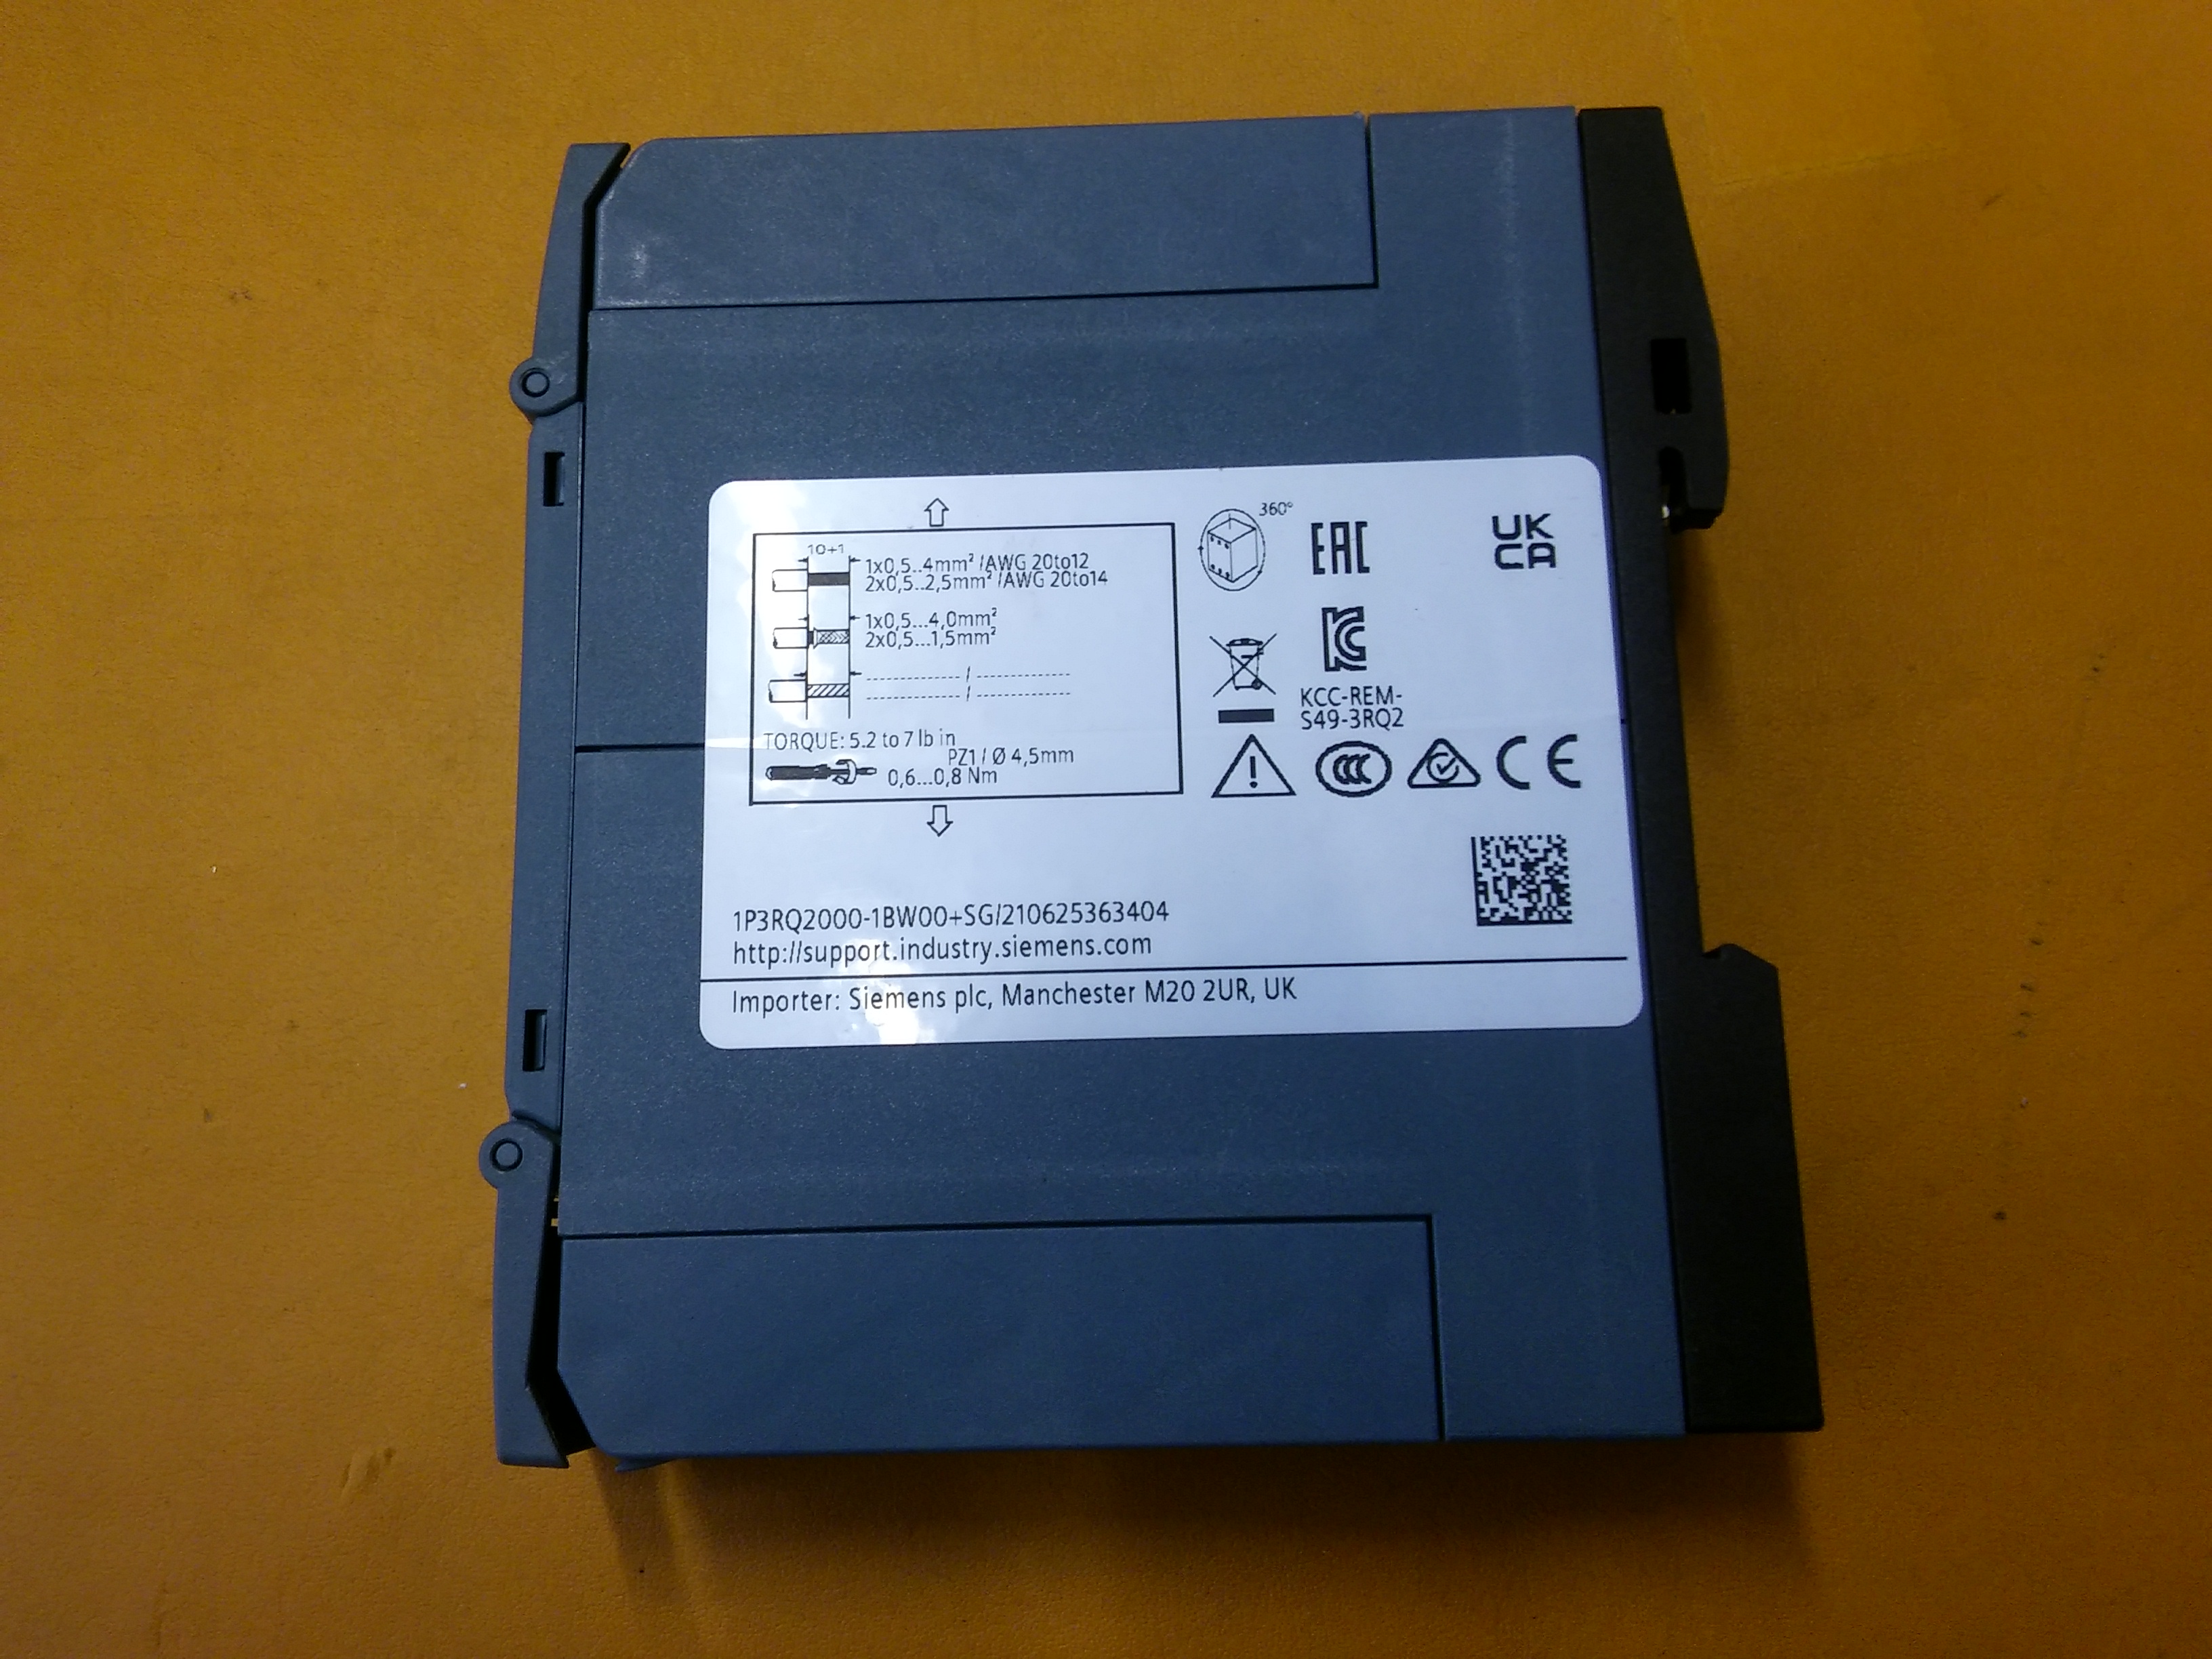 10+1
1x0,5..4mm² /AWG 20to12
2x0,5..2,5mm² /AWG 20to14
1x0,5...4,0mm²
2x0,5...1,5mm²
---------------- / ----------------
---------------- / ----------------
TORQUE: 5.2 to 7 lb in
PZ1 / Ø 4,5mm
0,6...0,8 Nm
360°
EAC
UK
CA
KC
KCC-REM-
S49-3RQ2
CCC
CE
1P3RQ2000-1BW00+SG/210625363404
http://support.industry.siemens.com
Importer: Siemens plc, Manchester M20 2UR, UK